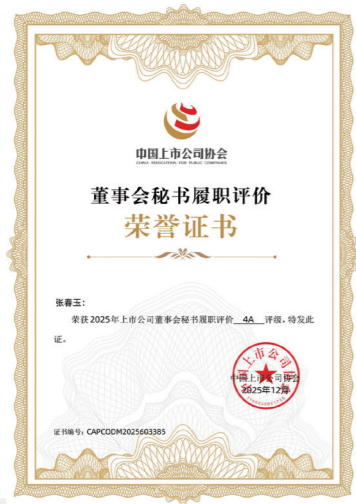 中国上市公司协会
CHINA ASSOCIATION FOR PUBLIC COMPANIES
董事会秘书履职评价
荣誉证书
张春玉：
荣获2025年上市公司董事会秘书履职评价 4A 评级，特发此
证。
中国上市公司协会
2025年12月
证书编号：CAPCODM2025603385